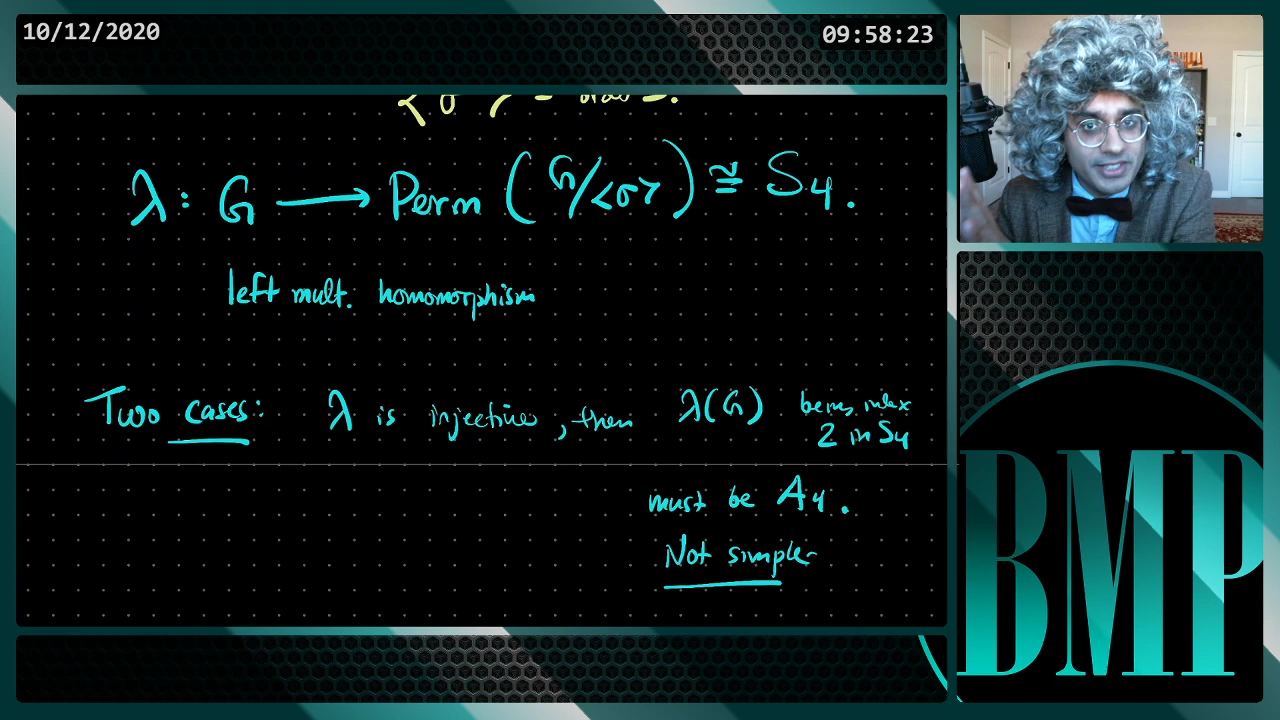 10/12/2020
09:58:23
λ: G ⟶ Perm (G/<σ>) ≅ S₄.
left mult. homomorphism
Two cases: λ is injective, then λ(G) being index
2 in S₄
must be A₄.
Not simple
BMP